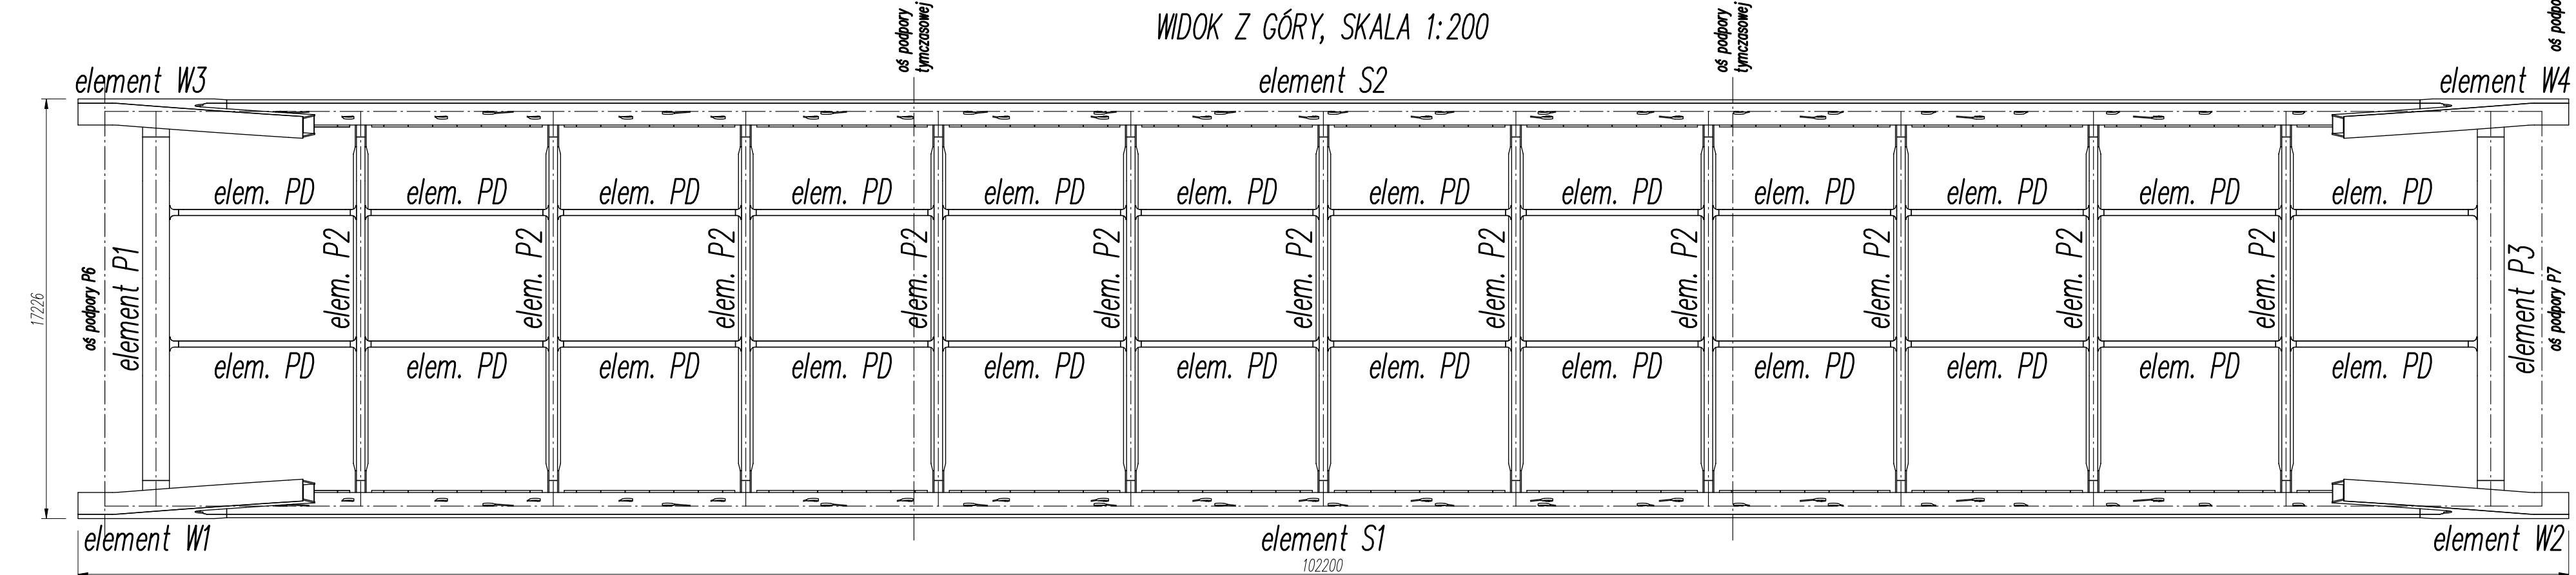 WIDOK Z GÓRY, SKALA 1:200
oś podpory
tymczasowej
oś podpory
tymczasowej
oś
element W3
element S2
element W4
elem. PD
elem. PD
elem. PD
elem. PD
elem. PD
elem. PD
elem. PD
elem. PD
elem. PD
elem. PD
elem. PD
elem. PD
17226
oś podpory P6
element P1
elem. P2
elem. P2
elem. P2
elem. P2
elem. P2
elem. P2
elem. P2
elem. P2
elem. P2
elem. P2
elem. P2
element P3
oś podpory P7
elem. PD
elem. PD
elem. PD
elem. PD
elem. PD
elem. PD
elem. PD
elem. PD
elem. PD
elem. PD
elem. PD
elem. PD
element W1
element S1
element W2
102200